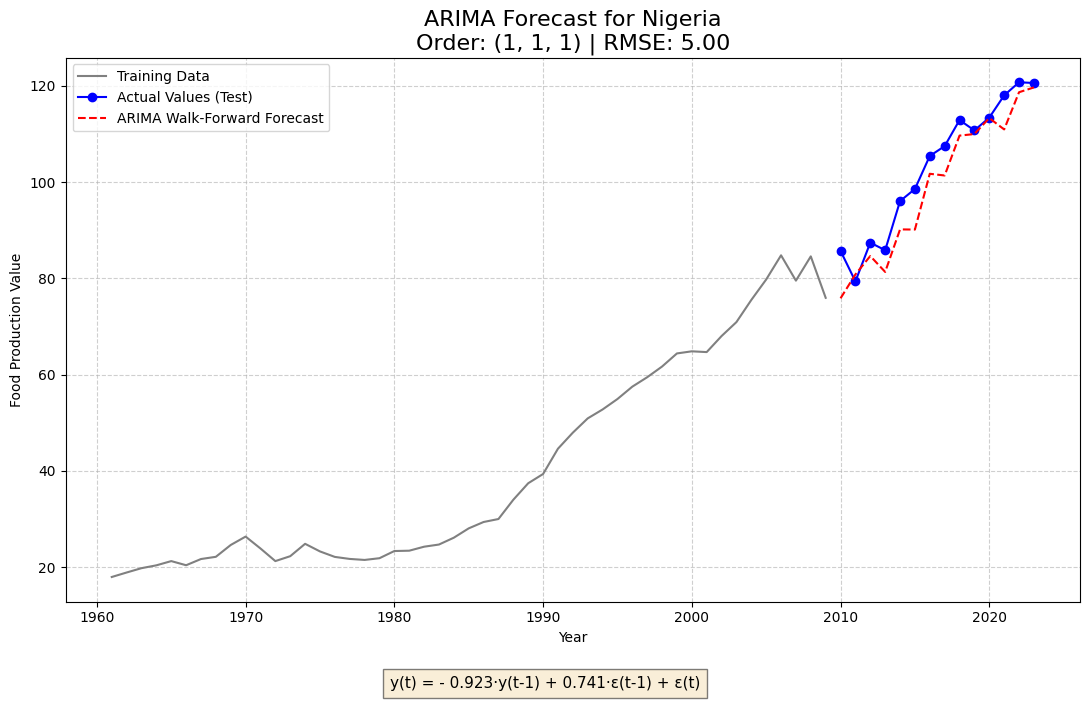 ARIMA Forecast for Nigeria
Order: (1, 1, 1) | RMSE: 5.00
Training Data
Actual Values (Test)
ARIMA Walk-Forward Forecast
Food Production Value
120
100
80
60
40
20
1960
1970
1980
1990
2000
2010
2020
Year
y(t) = - 0.923·y(t-1) + 0.741·ε(t-1) + ε(t)